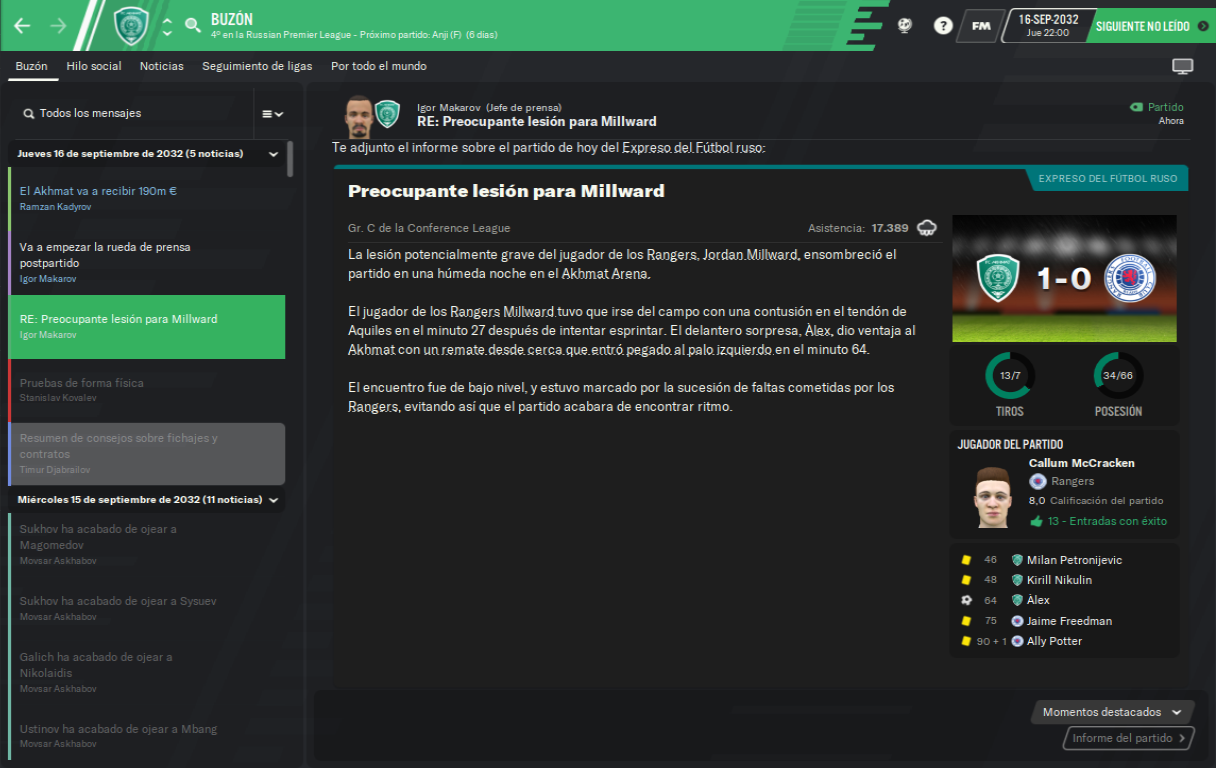 BUZÓN
4º en la Russian Premier League - Próximo partido: Anji (F) (6 días)
FM
16-SEP-2032
Jue 22:00
SIGUIENTE NO LEÍDO
Buzón
Hilo social
Noticias
Seguimiento de ligas
Por todo el mundo
Todos los mensajes
Jueves 16 de septiembre de 2032 (5 noticias)
El Akhmat va a recibir 190m €
Ramzan Kadyrov
Va a empezar la rueda de prensa
postpartido
Igor Makarov
RE: Preocupante lesión para Millward
Igor Makarov
Pruebas de forma física
Stanislav Kovalev
Resumen de consejos sobre fichajes y
contratos
Timur Djabrailov
Miércoles 15 de septiembre de 2032 (11 noticias)
Sukhov ha acabado de ojear a
Magomedov
Movsar Askhabov
Sukhov ha acabado de ojear a Sysuev
Movsar Askhabov
Galich ha acabado de ojear a
Nikolaidis
Movsar Askhabov
Ustinov ha acabado de ojear a Mbang
Movsar Askhabov
Igor Makarov (Jefe de prensa)
RE: Preocupante lesión para Millward
Partido
Ahora
Te adjunto el informe sobre el partido de hoy del Expreso del Fútbol ruso:
EXPRESO DEL FÚTBOL RUSO
Preocupante lesión para Millward
Gr. C de la Conference League
Asistencia: 17.389
La lesión potencialmente grave del jugador de los Rangers, Jordan Millward, ensombreció el
partido en una húmeda noche en el Akhmat Arena.
El jugador de los Rangers Millward tuvo que irse del campo con una contusión en el tendón de
Aquiles en el minuto 27 después de intentar esprintar. El delantero sorpresa, Àlex, dio ventaja al
Akhmat con un remate desde cerca que entró pegado al palo izquierdo en el minuto 64.
El encuentro fue de bajo nivel, y estuvo marcado por la sucesión de faltas cometidas por los
Rangers, evitando así que el partido acabara de encontrar ritmo.
1-0
13/7
34/66
TIROS
POSESIÓN
JUGADOR DEL PARTIDO
Callum McCracken
Rangers
8,0 Calificación del partido
13 - Entradas con éxito
46 Milan Petronijevic
48 Kirill Nikulin
64 Àlex
75 Jaime Freedman
90 + 1 Ally Potter
Momentos destacados
Informe del partido